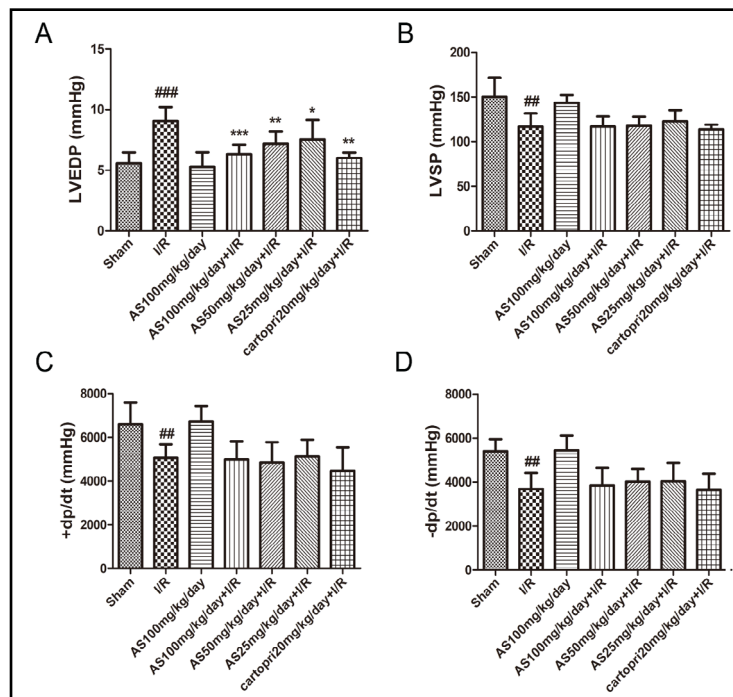 A
LVEDP (mmHg)
15
10
5
0
###
***
**
*
**
Sham
I/R
AS100mg/kg/day
AS100mg/kg/day+I/R
AS50mg/kg/day+I/R
AS25mg/kg/day+I/R
cartopri20mg/kg/day+I/R
B
LVSP (mmHg)
200
150
100
50
0
##
Sham
I/R
AS100mg/kg/day
AS100mg/kg/day+I/R
AS50mg/kg/day+I/R
AS25mg/kg/day+I/R
cartopri20mg/kg/day+I/R
C
+dp/dt (mmHg)
8000
6000
4000
2000
0
##
Sham
I/R
AS100mg/kg/day
AS100mg/kg/day+I/R
AS50mg/kg/day+I/R
AS25mg/kg/day+I/R
cartopri20mg/kg/day+I/R
D
-dp/dt (mmHg)
8000
6000
4000
2000
0
##
Sham
I/R
AS100mg/kg/day
AS100mg/kg/day+I/R
AS50mg/kg/day+I/R
AS25mg/kg/day+I/R
cartopri20mg/kg/day+I/R